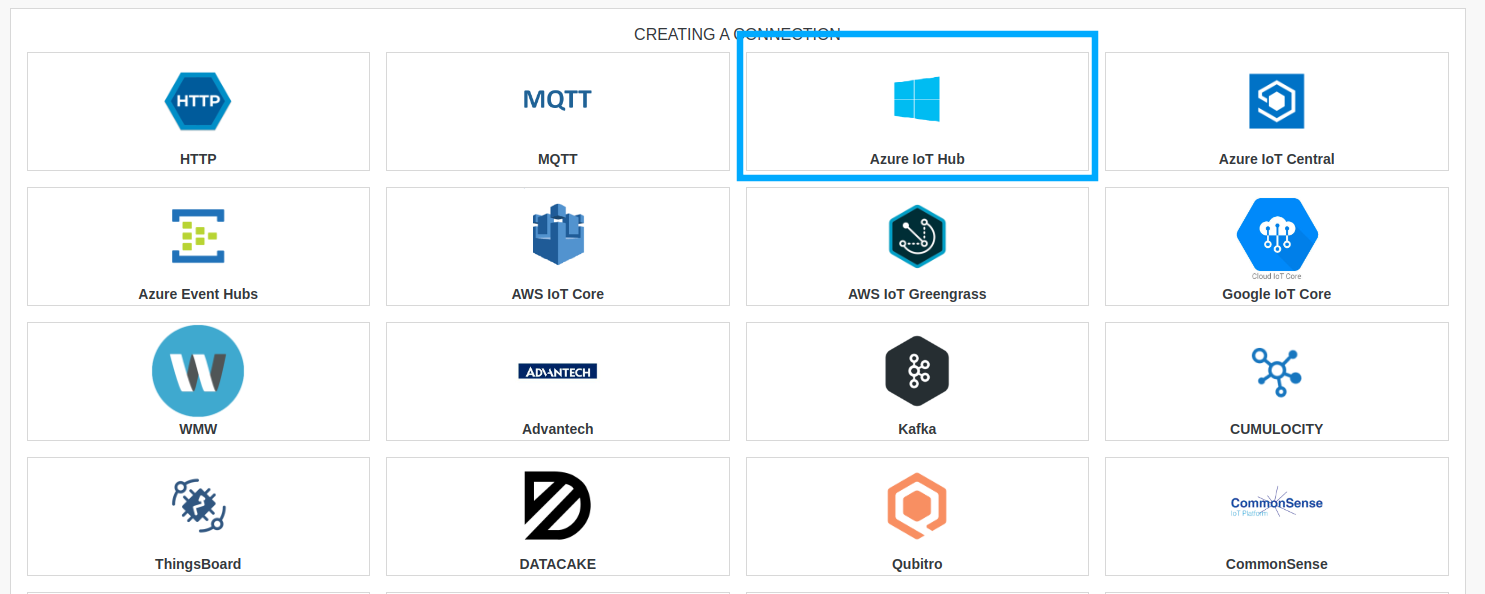 CREATING A CONNECTION
HTTP
MQTT
HTTP
MQTT
Azure IoT Hub
Azure IoT Central
Cloud IoT Core
Azure Event Hubs
AWS IoT Core
AWS IoT Greengrass
Google IoT Core
ADVANTECH
WMW
Advantech
Kafka
CUMULOCITY
CommonSense
IoT Platform
ThingsBoard
DATACAKE
Qubitro
CommonSense